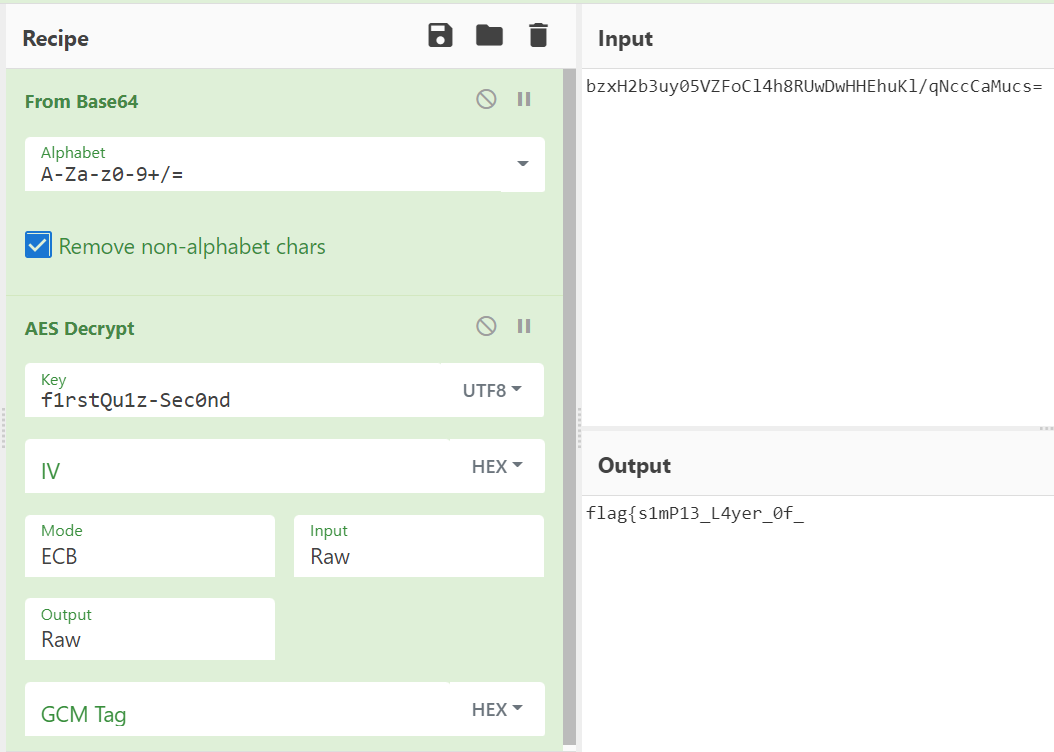 Recipe
From Base64
Alphabet
A-Za-z0-9+/=
Remove non-alphabet chars
AES Decrypt
Key
f1rstQu1z-Sec0nd
UTF8
IV
HEX
Mode
ECB
Input
Raw
Output
Raw
GCM Tag
HEX
Input
bzxH2b3uy05VZFoCl4h8RUwDwHHEhuKl/qNccCaMucs=
Output
flag{s1mP13_L4yer_0f_